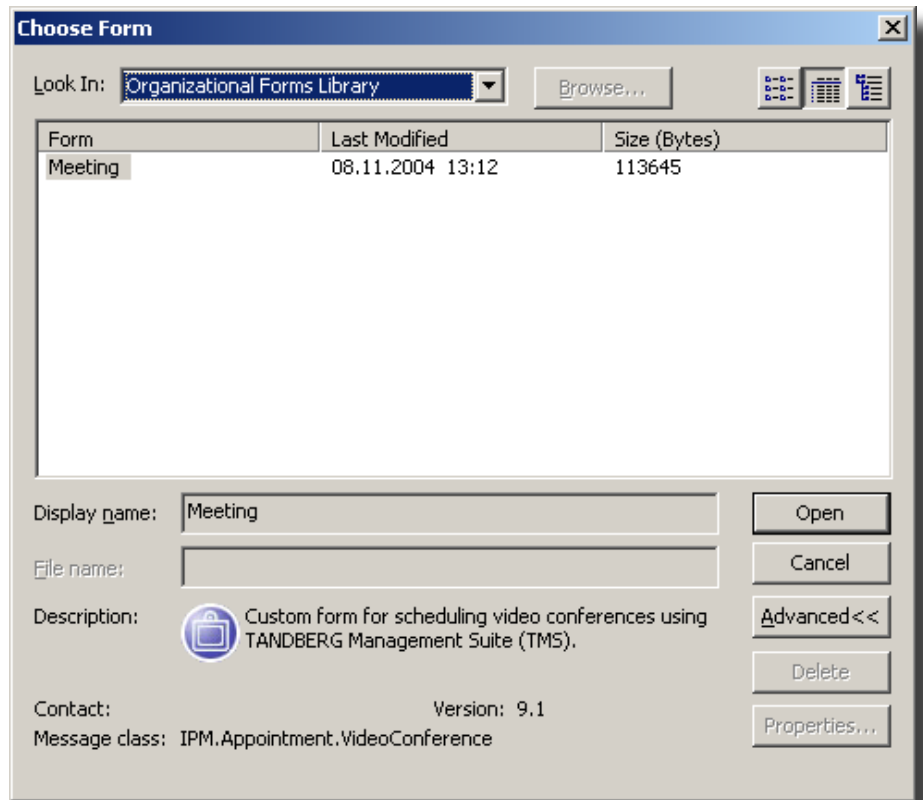 Choose Form
Look In: Organizational Forms Library Browse...
Form Last Modified Size (Bytes)
Meeting 08.11.2004 13:12 113645
Display name: Meeting Open
File name: Cancel
Description: Custom form for scheduling video conferences using Advanced<<
TANDBERG Management Suite (TMS).
Delete
Contact: Version: 9.1
Properties...
Message class: IPM.Appointment.VideoConference